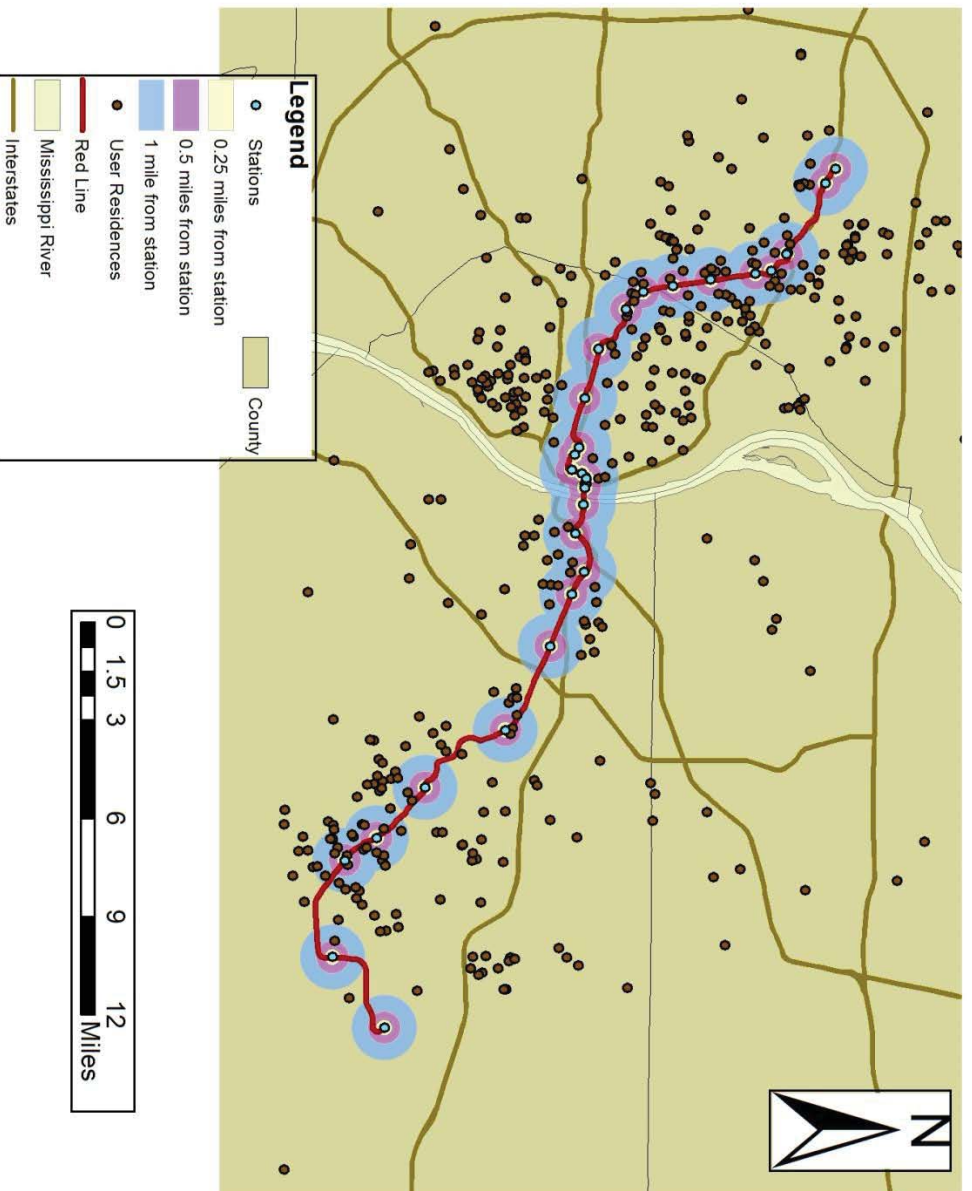 Legend
Stations
0.25 miles from station
0.5 miles from station
1 mile from station
User Residences
Red Line
Mississippi River
Interstates
County
0 1.5 3 6 9 12
Miles
N